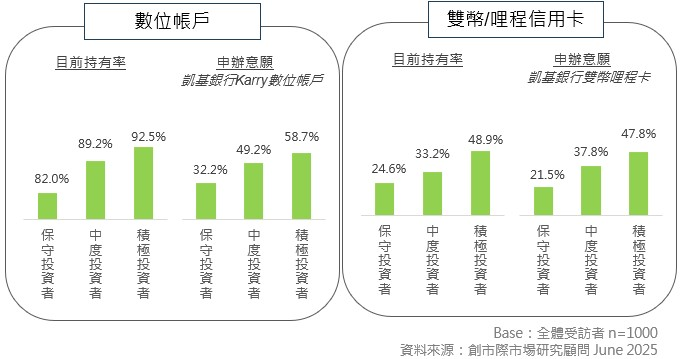 數位帳戶
目前持有率
申辦意願
凱基銀行Karry數位帳戶
82.0%
89.2%
92.5%
32.2%
49.2%
58.7%
保守投資者
中度投資者
積極投資者
保守投資者
中度投資者
積極投資者
雙幣/哩程信用卡
目前持有率
申辦意願
凱基銀行雙幣哩程卡
24.6%
33.2%
48.9%
21.5%
37.8%
47.8%
保守投資者
中度投資者
積極投資者
保守投資者
中度投資者
積極投資者
Base：全體受訪者 n=1000
資料來源：創市際市場研究顧問 June 2025